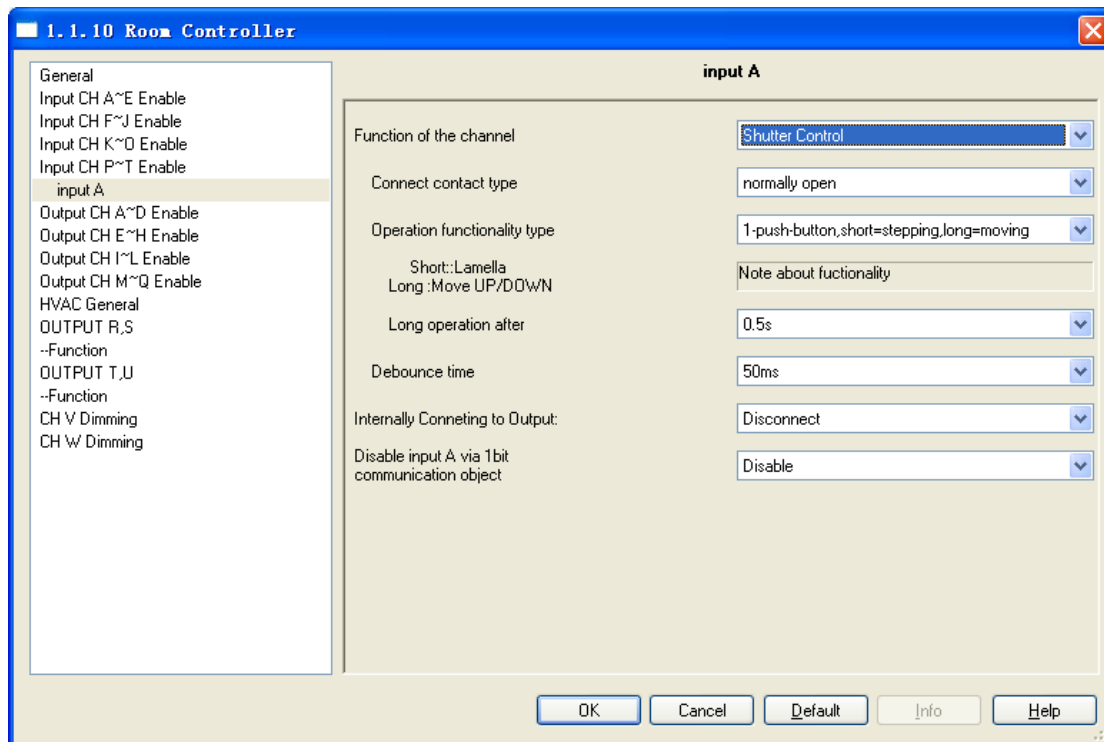 1.1.10 Room Controller
General
Input CH A~E Enable
Input CH F~J Enable
Input CH K~O Enable
Input CH P~T Enable
input A
Output CH A~D Enable
Output CH E~H Enable
Output CH I~L Enable
Output CH M~Q Enable
HVAC General
OUTPUT R,S
--Function
OUTPUT T,U
--Function
CH V Dimming
CH W Dimming
input A
Function of the channel
Shutter Control
Connect contact type
normally open
Operation functionality type
1-push-button,short=stepping,long=moving
Short::Lamella
Long :Move UP/DOWN
Note about fuctionality
Long operation after
0.5s
Debounce time
50ms
Internally Conneting to Output:
Disconnect
Disable input A via 1bit
communication object
Disable
OK
Cancel
Default
Info
Help